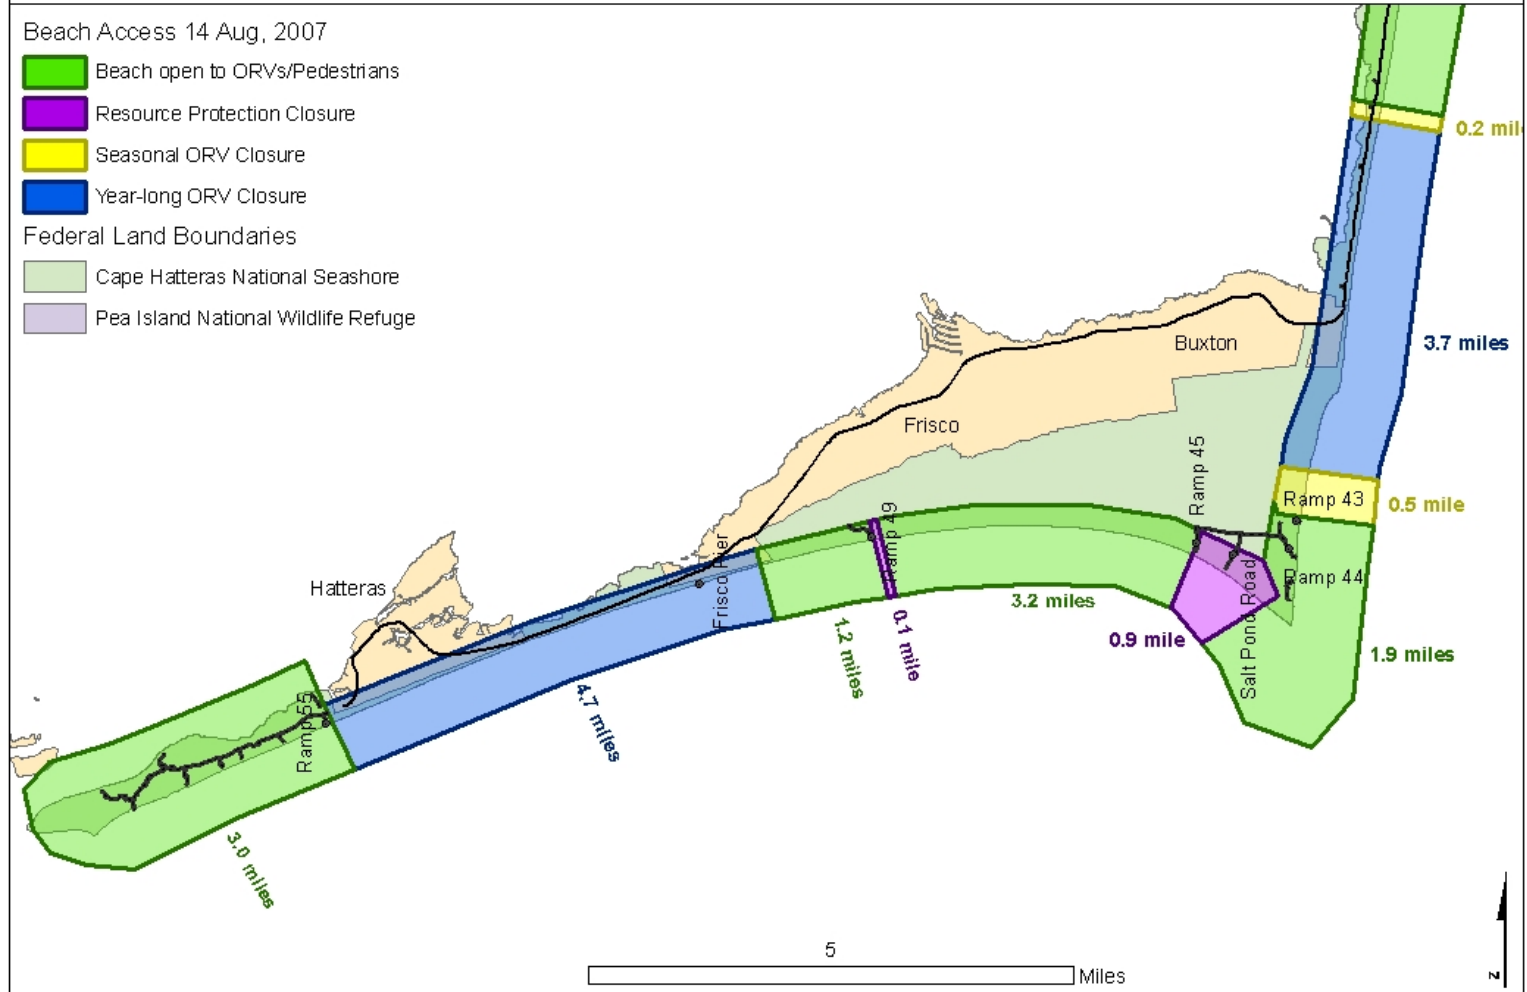 Beach Access 14 Aug, 2007
Beach open to ORVs/Pedestrians
Resource Protection Closure
Seasonal ORV Closure
Year-long ORV Closure
Federal Land Boundaries
Cape Hatteras National Seashore
Pea Island National Wildlife Refuge
0.2 mil
3.7 miles
Buxton
Frisco
Ramp 45
Ramp 43
0.5 mile
Ramp 49
Frisco Pier
Hatteras
Ramp 44
3.2 miles
0.9 mile
Salt Pond Road
1.9 miles
1.2 miles
0.1 mile
4.7 miles
Ramp 55
3.0 miles
5
Miles
N